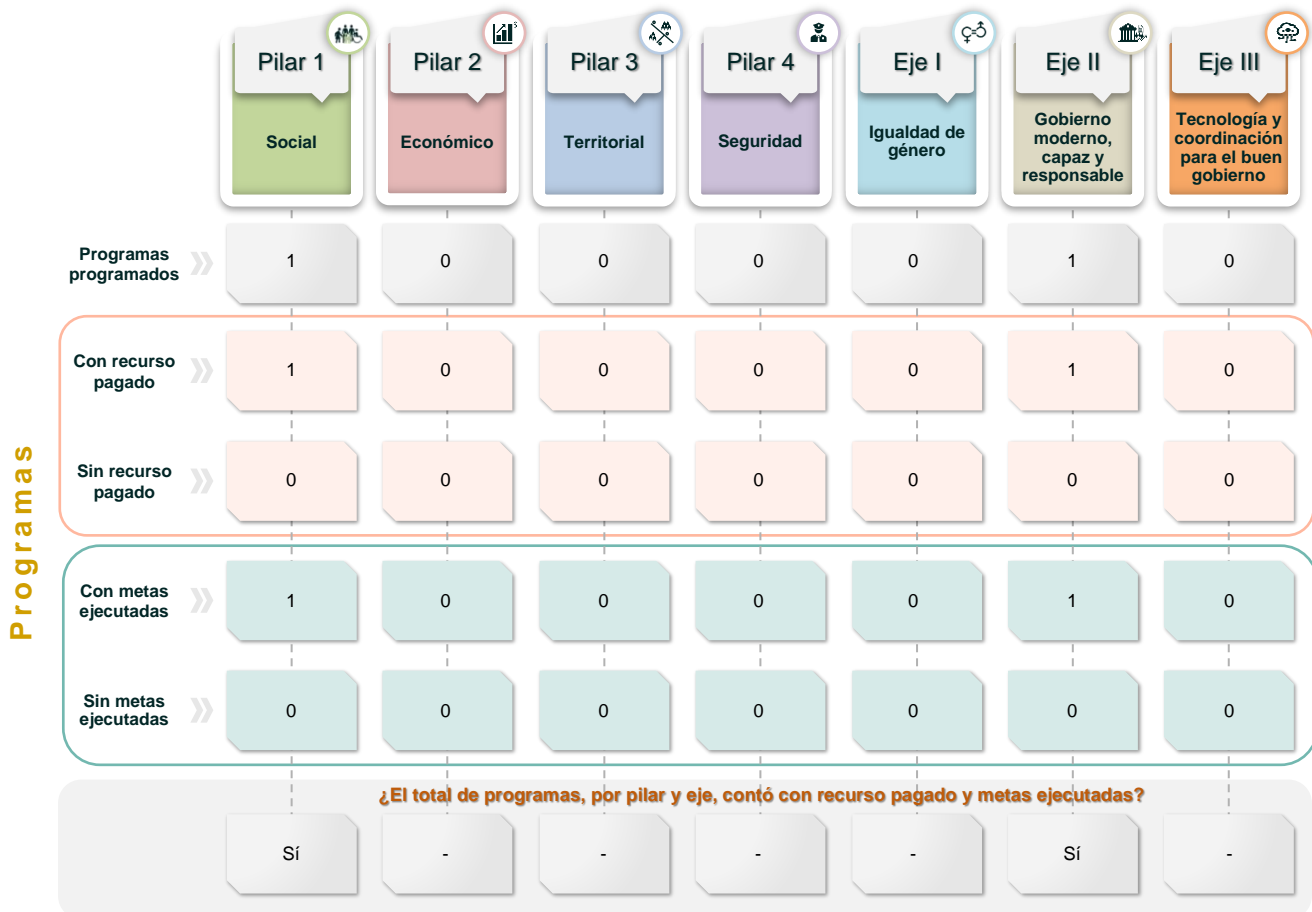 Pilar 1
Pilar 2
Pilar 3
Pilar 4
Eje I
Eje II
Eje III
Social
Económico
Territorial
Seguridad
Igualdad de
género
Gobierno
moderno,
capaz y
responsable
Tecnología y
coordinación
para el buen
gobierno
Programas
Programas
programados
1
0
0
0
0
1
0
Con recurso
pagado
1
0
0
0
0
1
0
Sin recurso
pagado
0
0
0
0
0
0
0
Con metas
ejecutadas
1
0
0
0
0
1
0
Sin metas
ejecutadas
0
0
0
0
0
0
0
¿El total de programas, por pilar y eje, contó con recurso pagado y metas ejecutadas?
Sí
-
-
-
-
Sí
-